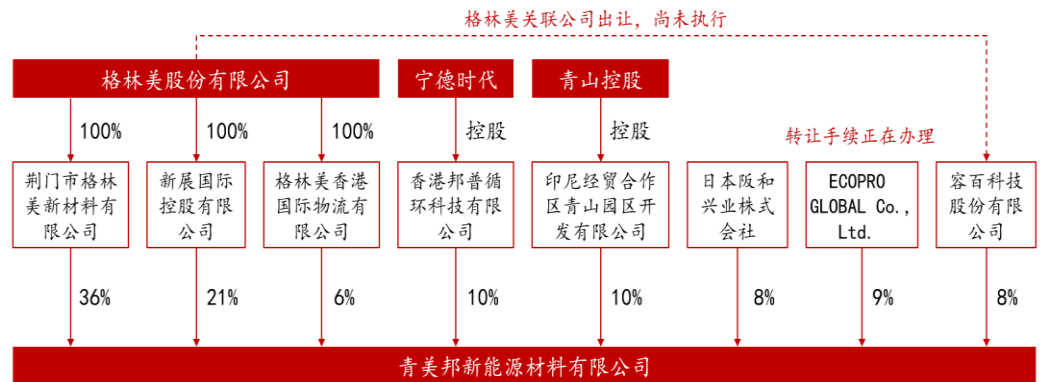 格林美关联公司出让，尚未执行
格林美股份有限公司
宁德时代
青山控股
100%
100%
100%
控股
控股
转让手续正在办理
荆门市格林
美新材料有
限公司
新展国际
控股有限
公司
格林美香港
国际物流有
限公司
香港邦普循
环科技有限
公司
印尼经贸合作
区青山园区开
发有限公司
日本阪和
兴业株式
会社
ECOPRO
GLOBAL Co.,
Ltd.
容百科技
股份有限
公司
36%
21%
6%
10%
10%
8%
9%
8%
青美邦新能源材料有限公司